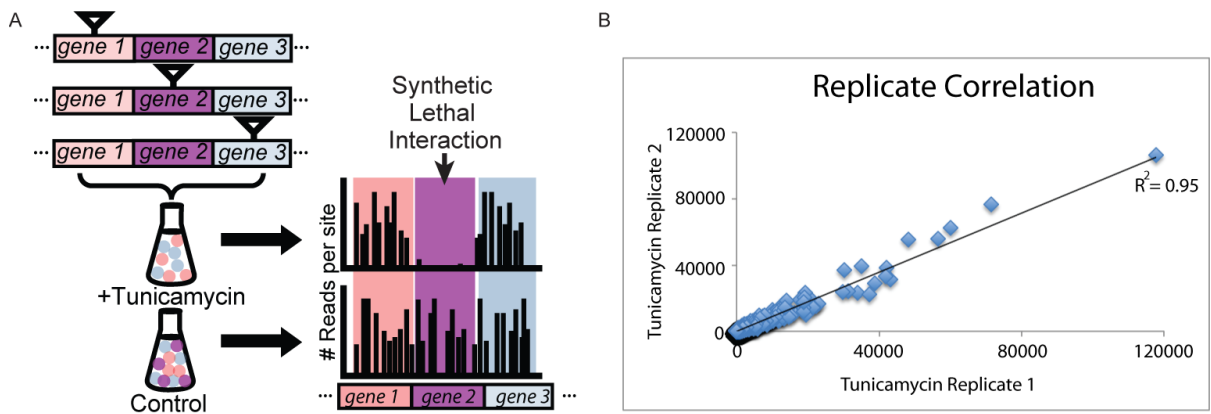 A
... gene 1 gene 2 gene 3 ...
... gene 1 gene 2 gene 3 ...
... gene 1 gene 2 gene 3 ...
+Tunicamycin
Control
Synthetic
Lethal
Interaction
# Reads per site
... gene 1 gene 2 gene 3 ...
B
Replicate Correlation
Tunicamycin Replicate 2
120000
80000
40000
0
R²= 0.95
0 40000 80000 120000
Tunicamycin Replicate 1